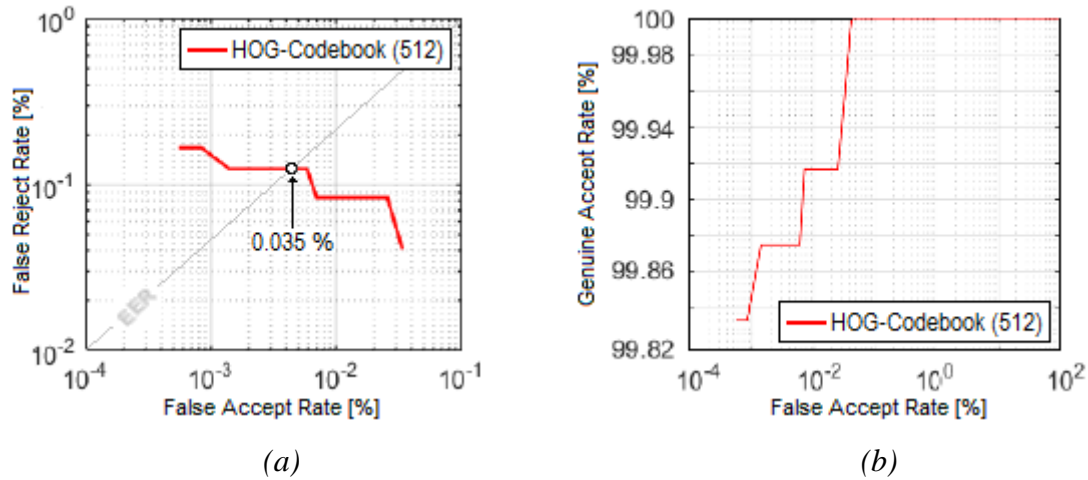 10^0
HOG-Codebook (512)
False Reject Rate [%]
10^-1
0.035 %
EER
10^-2
10^-4 10^-3 10^-2 10^-1
False Accept Rate [%]
(a)
100
99.98
99.94
99.9
99.86
99.82
Genuine Accept Rate [%]
HOG-Codebook (512)
10^-4 10^-2 10^0 10^2
False Accept Rate [%]
(b)